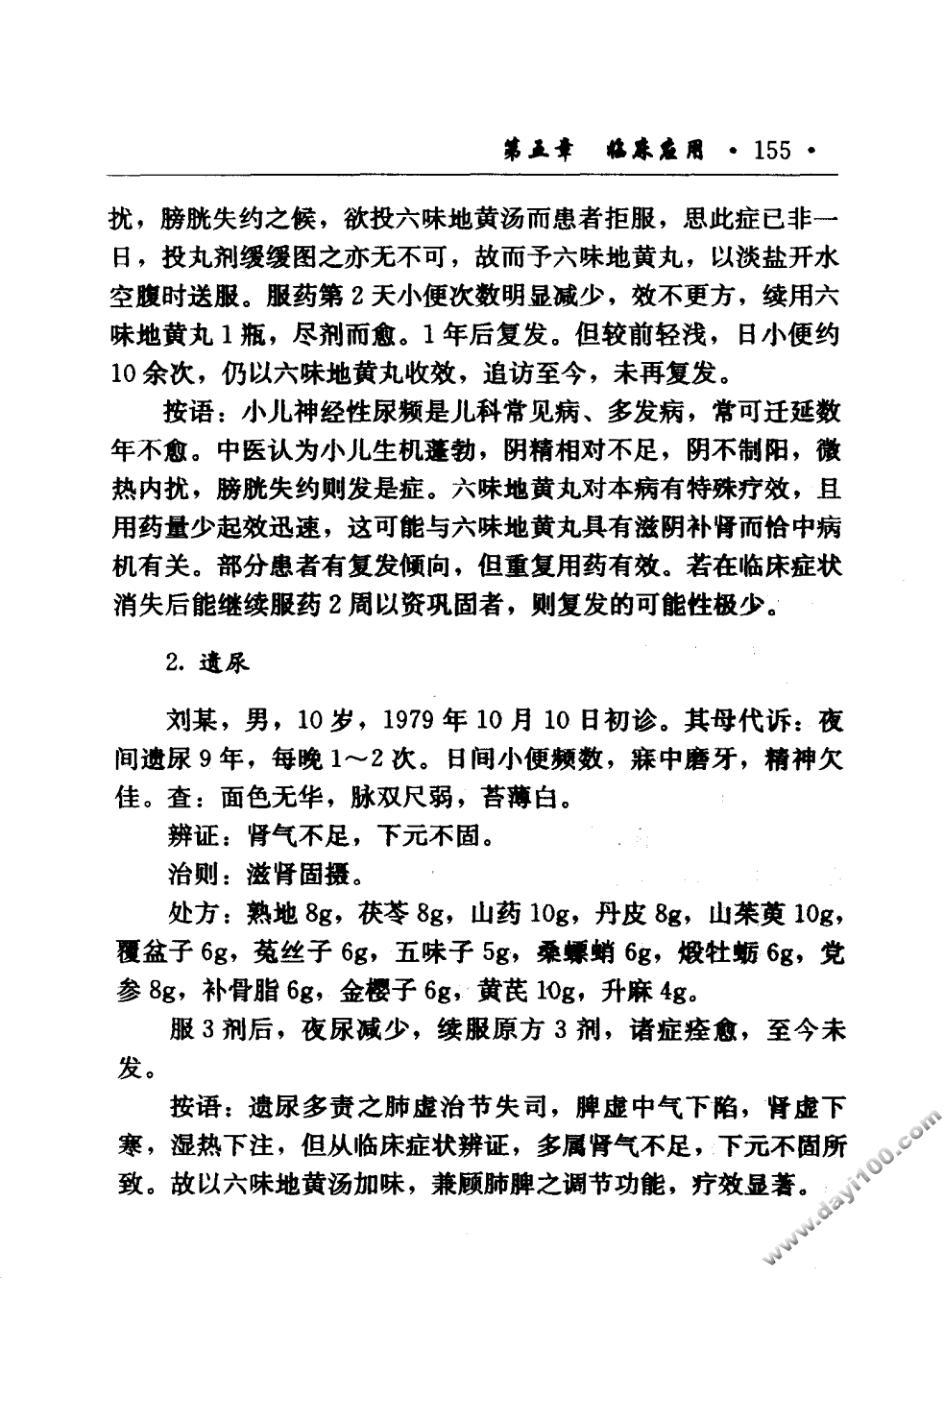 第五章　临床应用 · 155 ·
扰，膀胱失约之候，欲投六味地黄汤而患者拒服，思此症已非一
日，投丸剂缓缓图之亦无不可，故而予六味地黄丸，以淡盐开水
空腹时送服。服药第 2 天小便次数明显减少，效不更方，续用六
味地黄丸 1 瓶，尽剂而愈。1 年后复发。但较前轻浅，日小便约
10 余次，仍以六味地黄丸收效，追访至今，未再复发。
按语：小儿神经性尿频是儿科常见病、多发病，常可迁延数
年不愈。中医认为小儿生机蓬勃，阴精相对不足，阴不制阳，微
热内扰，膀胱失约则发是症。六味地黄丸对本病有特殊疗效，且
用药量少起效迅速，这可能与六味地黄丸具有滋阴补肾而恰中病
机有关。部分患者有复发倾向，但重复用药有效。若在临床症状
消失后能继续服药 2 周以资巩固者，则复发的可能性极少。
2. 遗尿
刘某，男，10 岁，1979 年 10 月 10 日初诊。其母代诉：夜
间遗尿 9 年，每晚 1～2 次。日间小便频数，寐中磨牙，精神欠
佳。查：面色无华，脉双尺弱，苔薄白。
辨证：肾气不足，下元不固。
治则：滋肾固摄。
处方：熟地 8g，茯苓 8g，山药 10g，丹皮 8g，山茱萸 10g，
覆盆子 6g，菟丝子 6g，五味子 5g，桑螵蛸 6g，煅牡蛎 6g，党
参 8g，补骨脂 6g，金樱子 6g，黄芪 10g，升麻 4g。
服 3 剂后，夜尿减少，续服原方 3 剂，诸症痊愈，至今未
发。
按语：遗尿多责之肺虚治节失司，脾虚中气下陷，肾虚下
寒，湿热下注，但从临床症状辨证，多属肾气不足，下元不固所
致。故以六味地黄汤加味，兼顾肺脾之调节功能，疗效显著。
www.dayi100.com